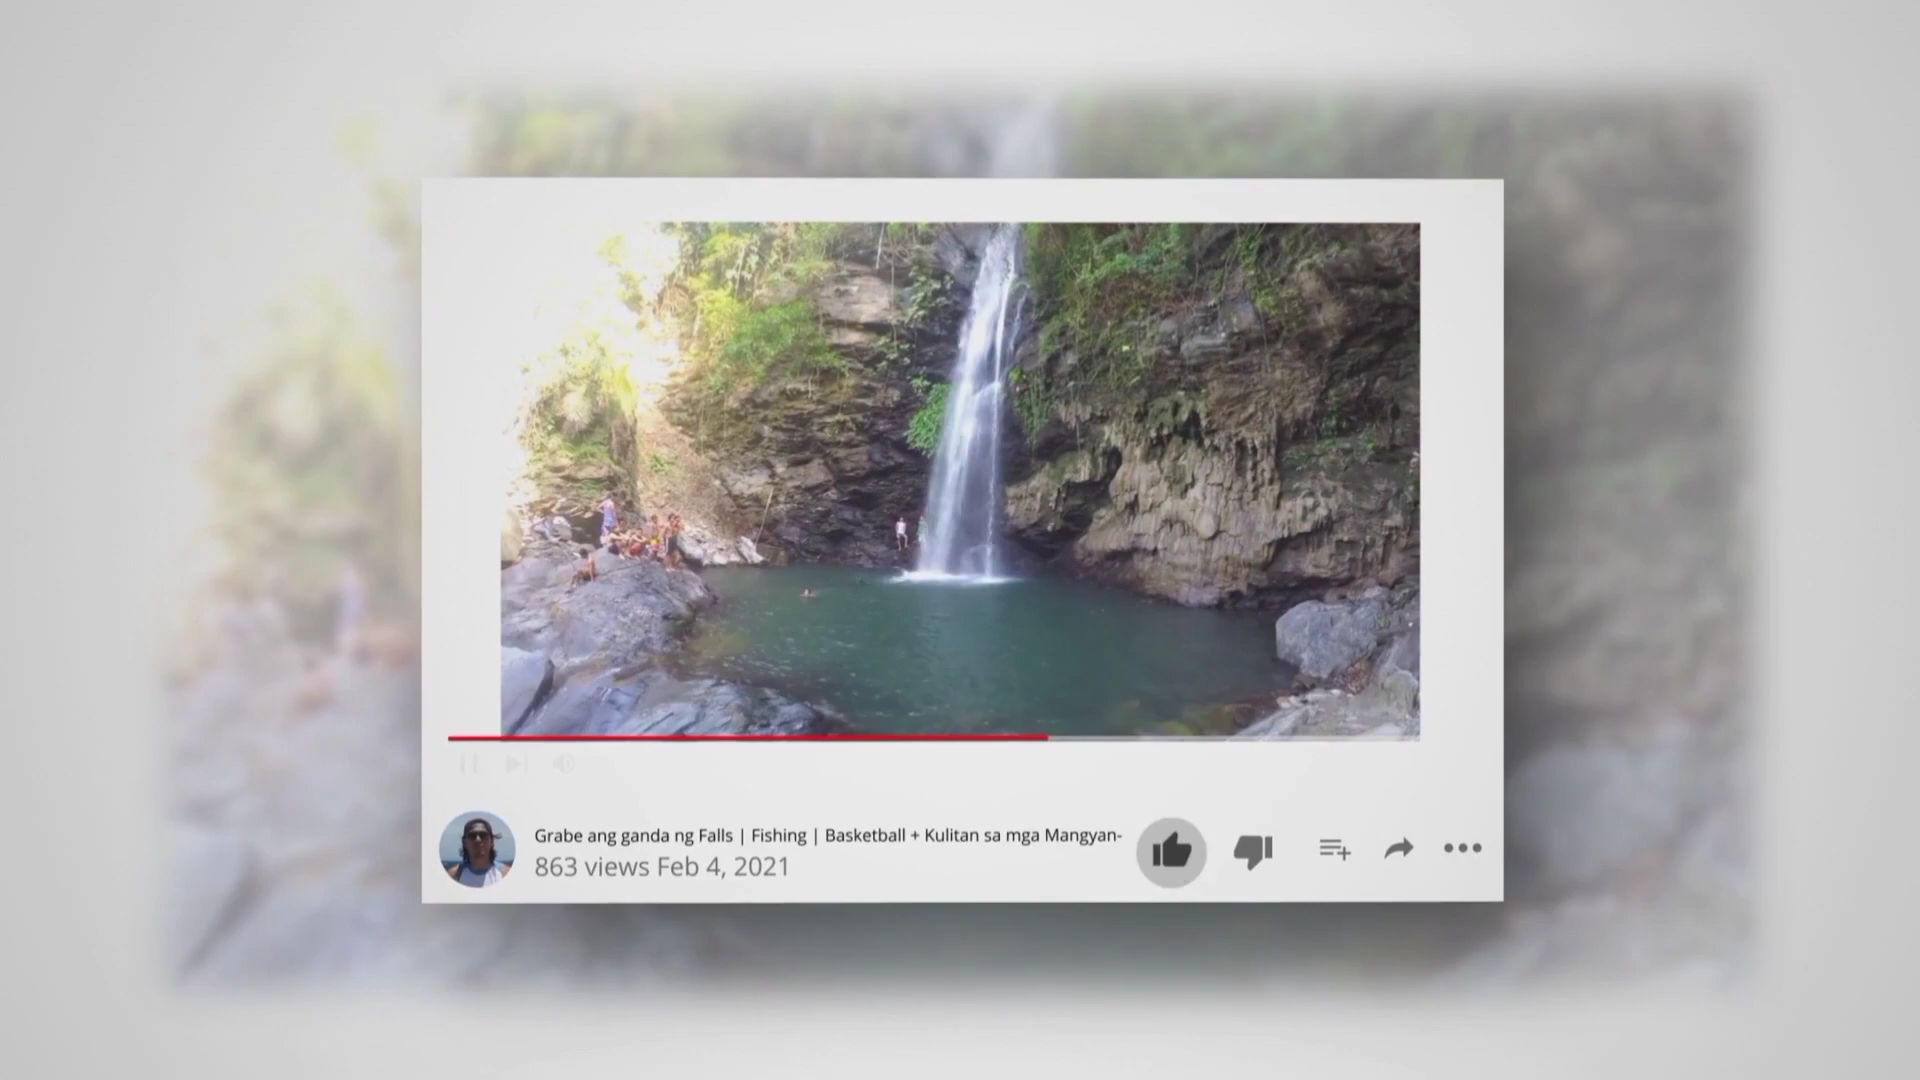 Grabe ang ganda ng Falls | Fishing | Basketball + Kulitan sa mga Mangyan-
863 views Feb 4, 2021